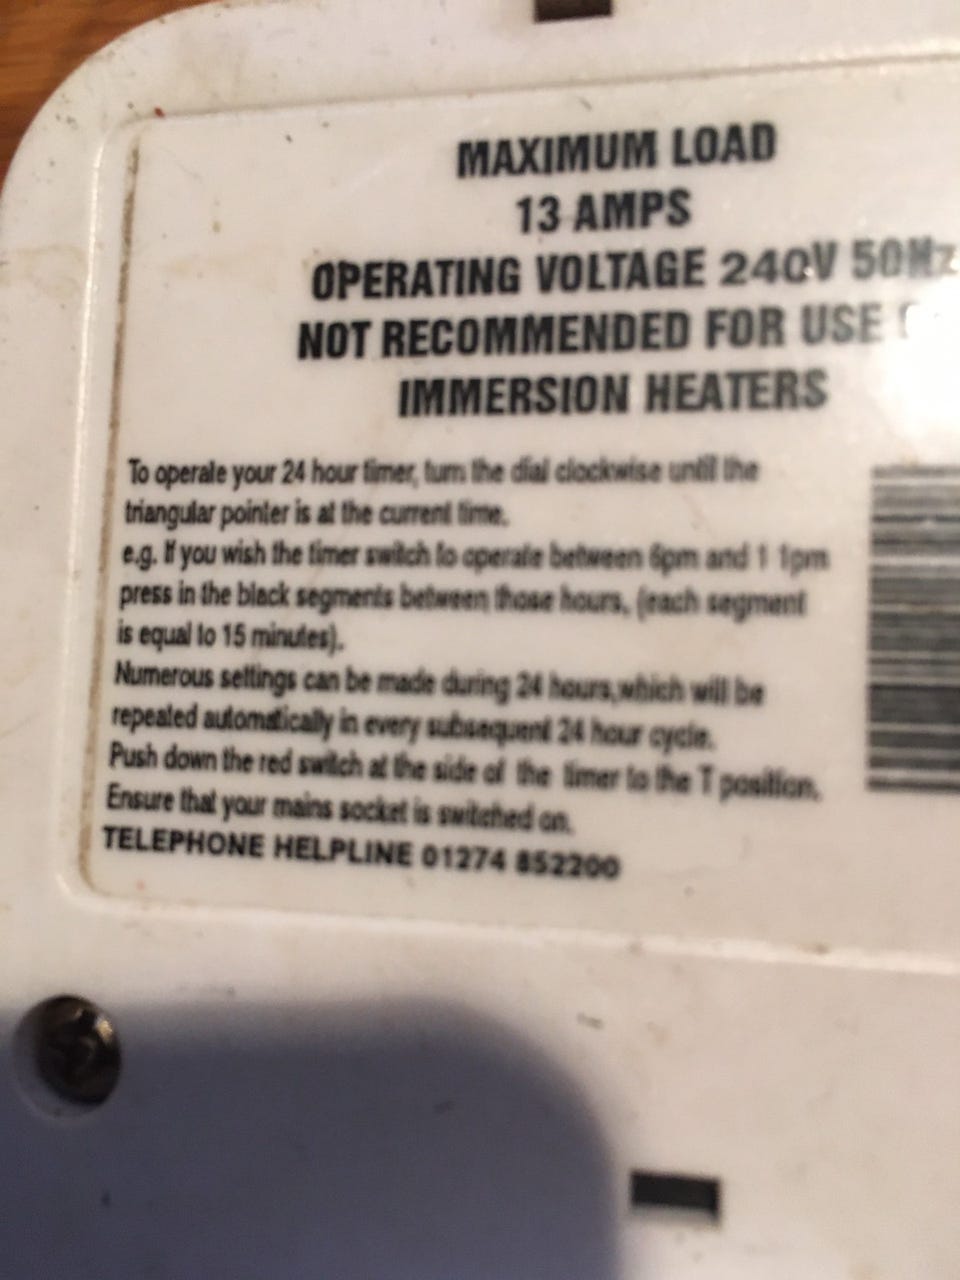 MAXIMUM LOAD
13 AMPS
OPERATING VOLTAGE 240V 50Hz
NOT RECOMMENDED FOR USE
IMMERSION HEATERS
To operate your 24 hour timer, turn the dial clockwise until the
triangular pointer is at the current time.
e.g. If you wish the timer switch to operate between 6pm and 1 1pm
press in the black segments between those hours, (each segment
is equal to 15 minutes).
Numerous settings can be made during 24 hours,which will be
repeated automatically in every subsequent 24 hour cycle.
Push down the red switch at the side of the timer to the T position.
Ensure that your mains socket is switched on.
TELEPHONE HELPLINE 01274 852200